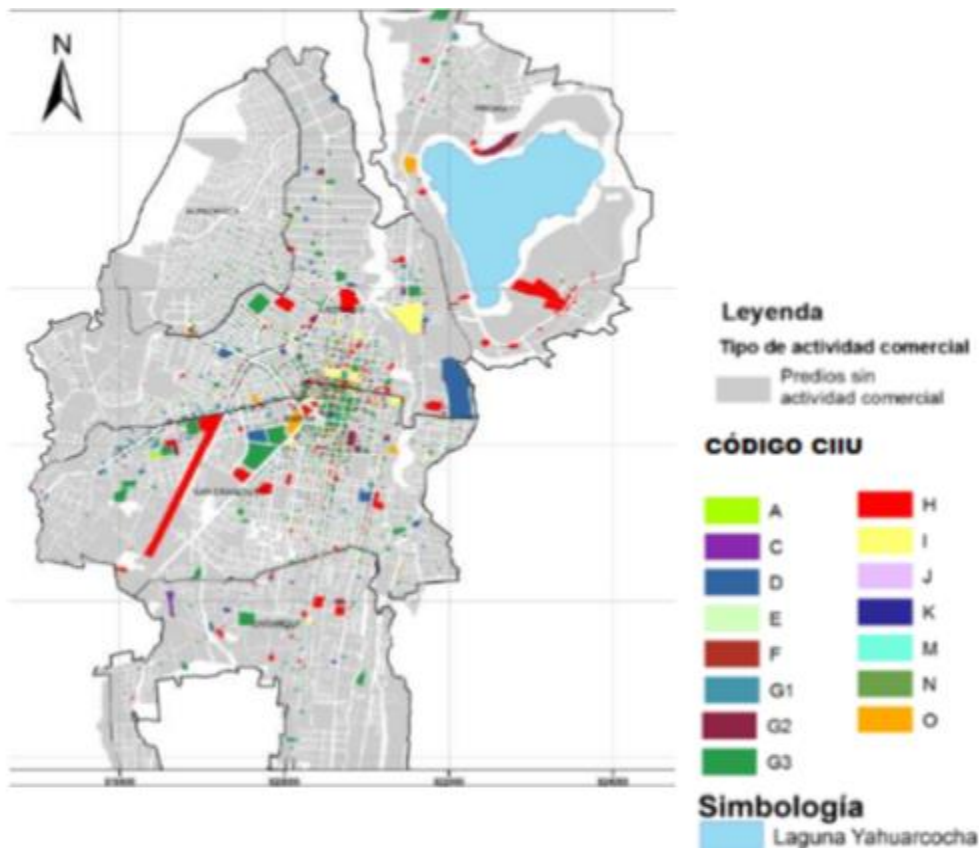 N
Leyenda
Tipo de actividad comercial
Predios sin
actividad comercial
CÓDIGO CIIU
A
C
D
E
F
G1
G2
G3
H
I
J
K
M
N
O
Simbología
Laguna Yahuarcocha